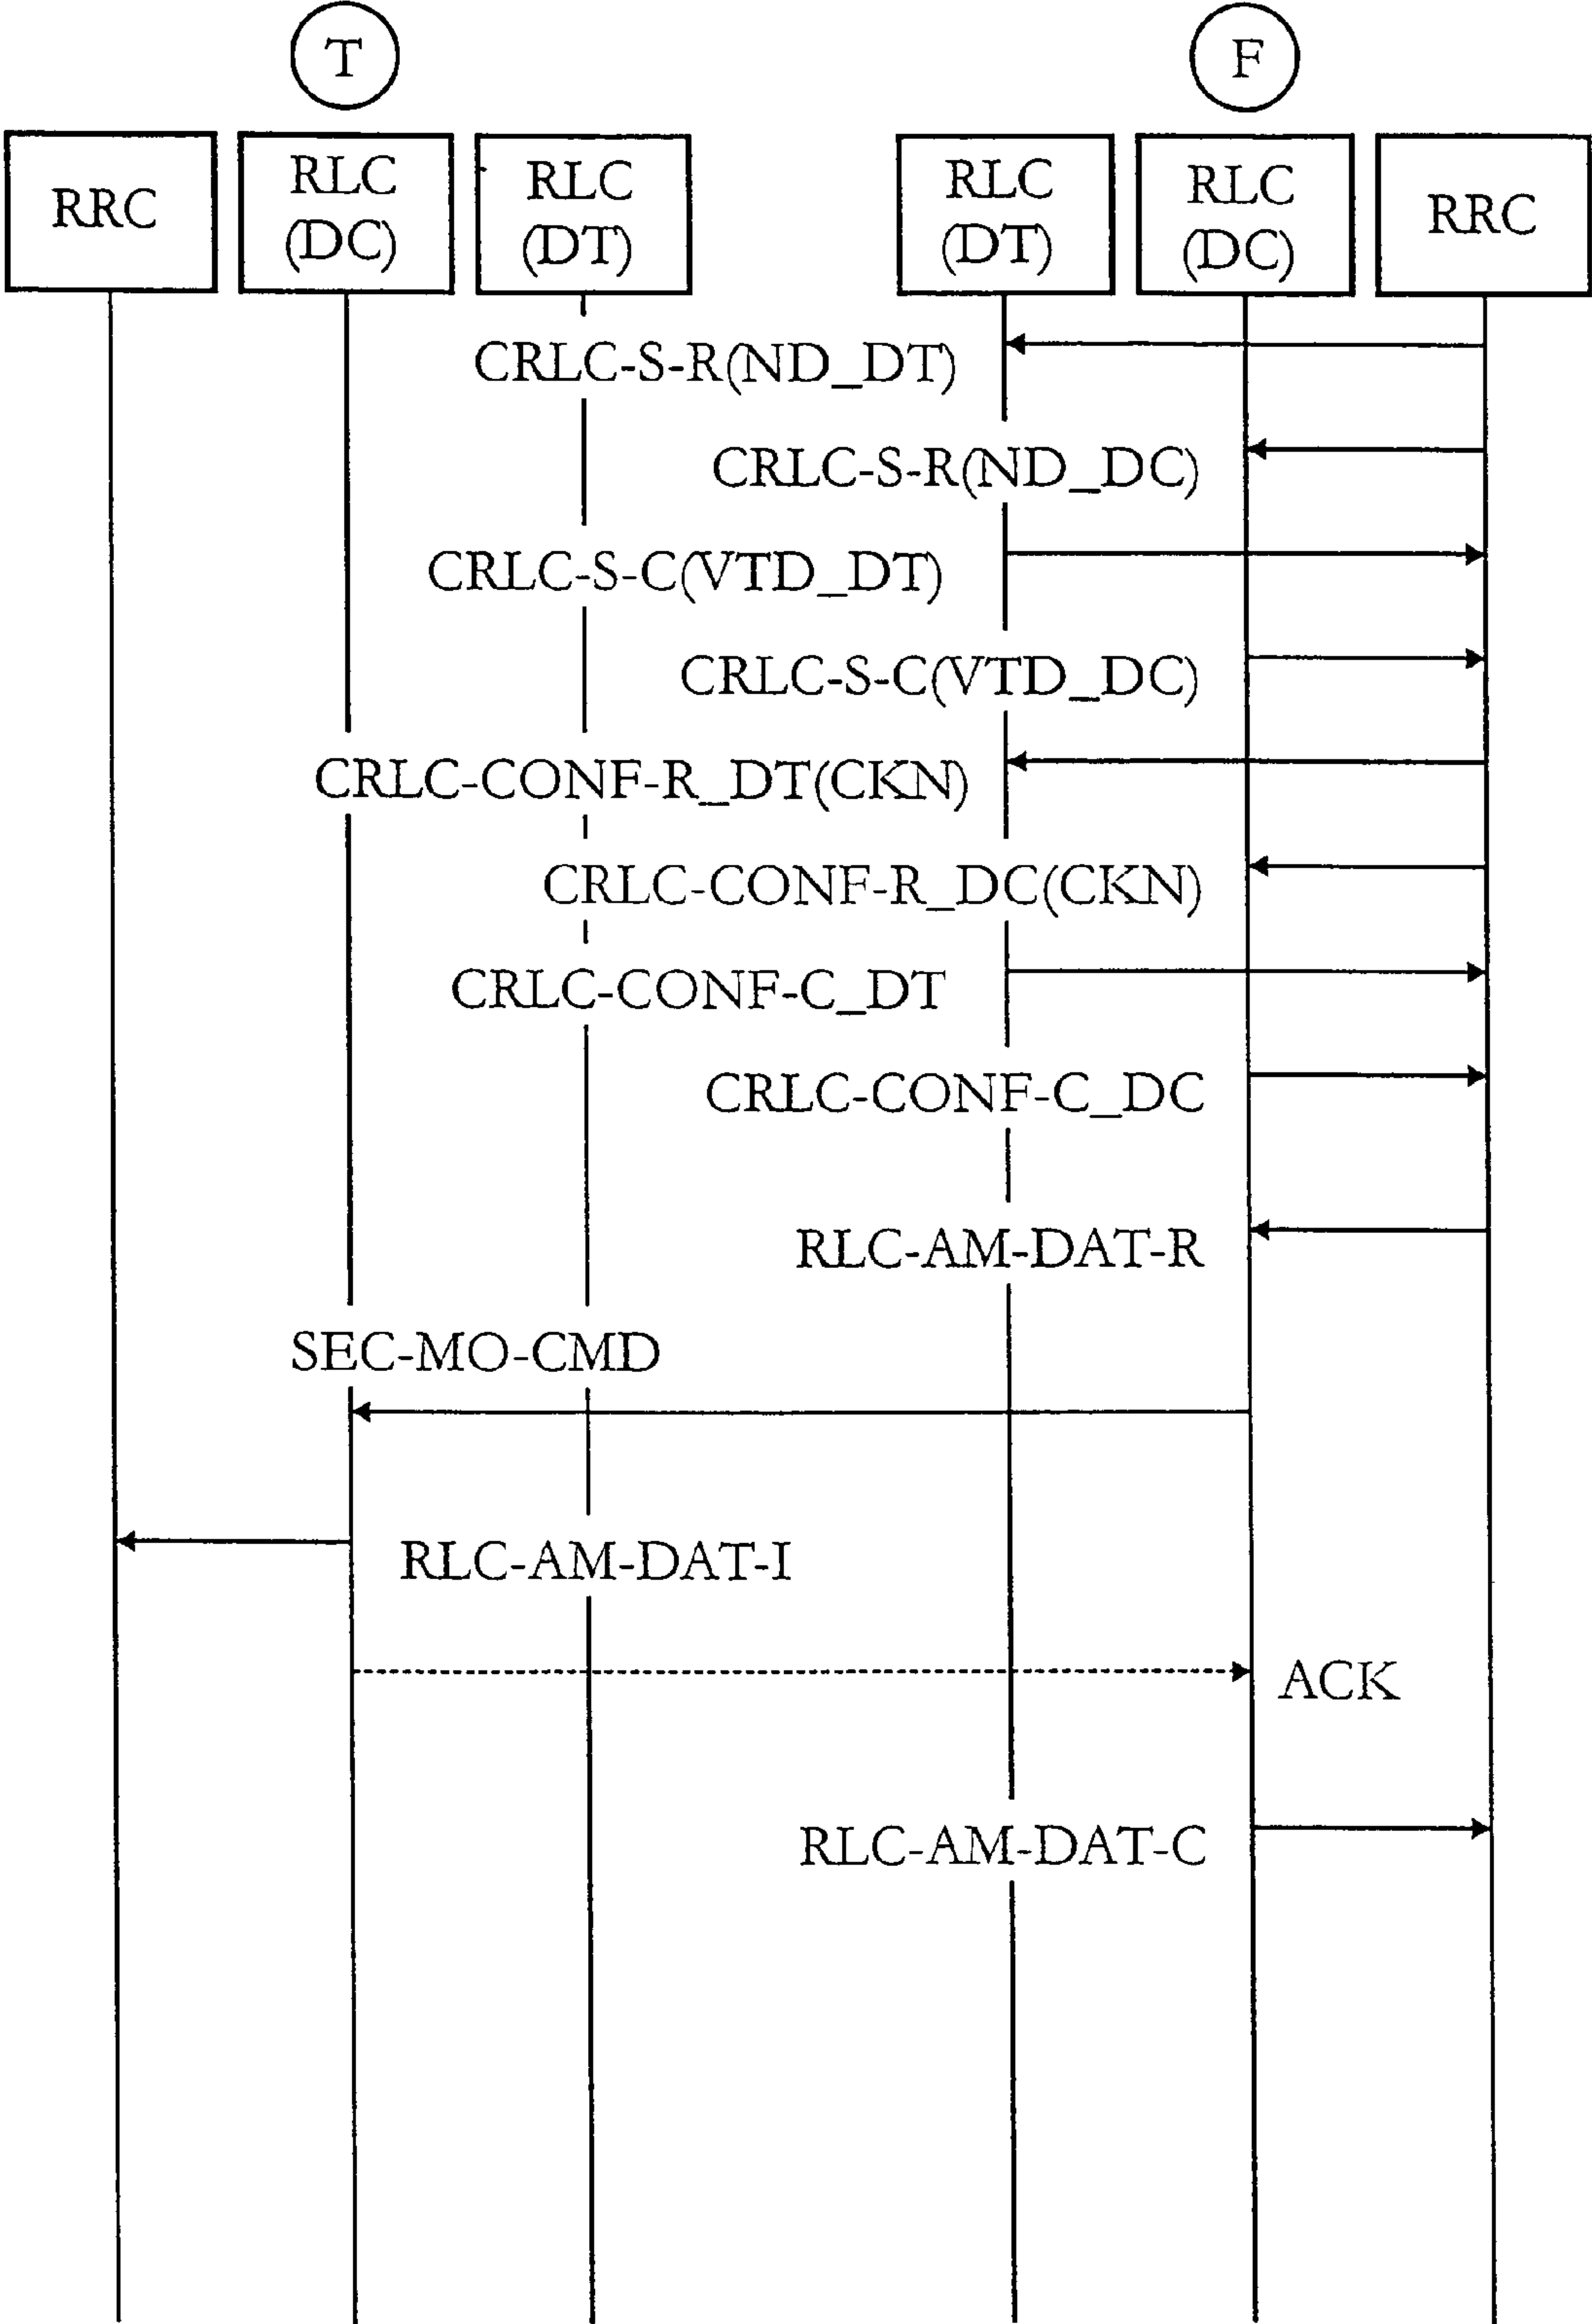 T
F
RRC
RLC
(DC)
RLC
(DT)
RLC
(DT)
RLC
(DC)
RRC
CRLC-S-R(ND_DT)
CRLC-S-R(ND_DC)
CRLC-S-C(VTD_DT)
CRLC-S-C(VTD_DC)
CRLC-CONF-R_DT(CKN)
CRLC-CONF-R_DC(CKN)
CRLC-CONF-C_DT
CRLC-CONF-C_DC
RLC-AM-DAT-R
SEC-MO-CMD
RLC-AM-DAT-I
ACK
RLC-AM-DAT-C